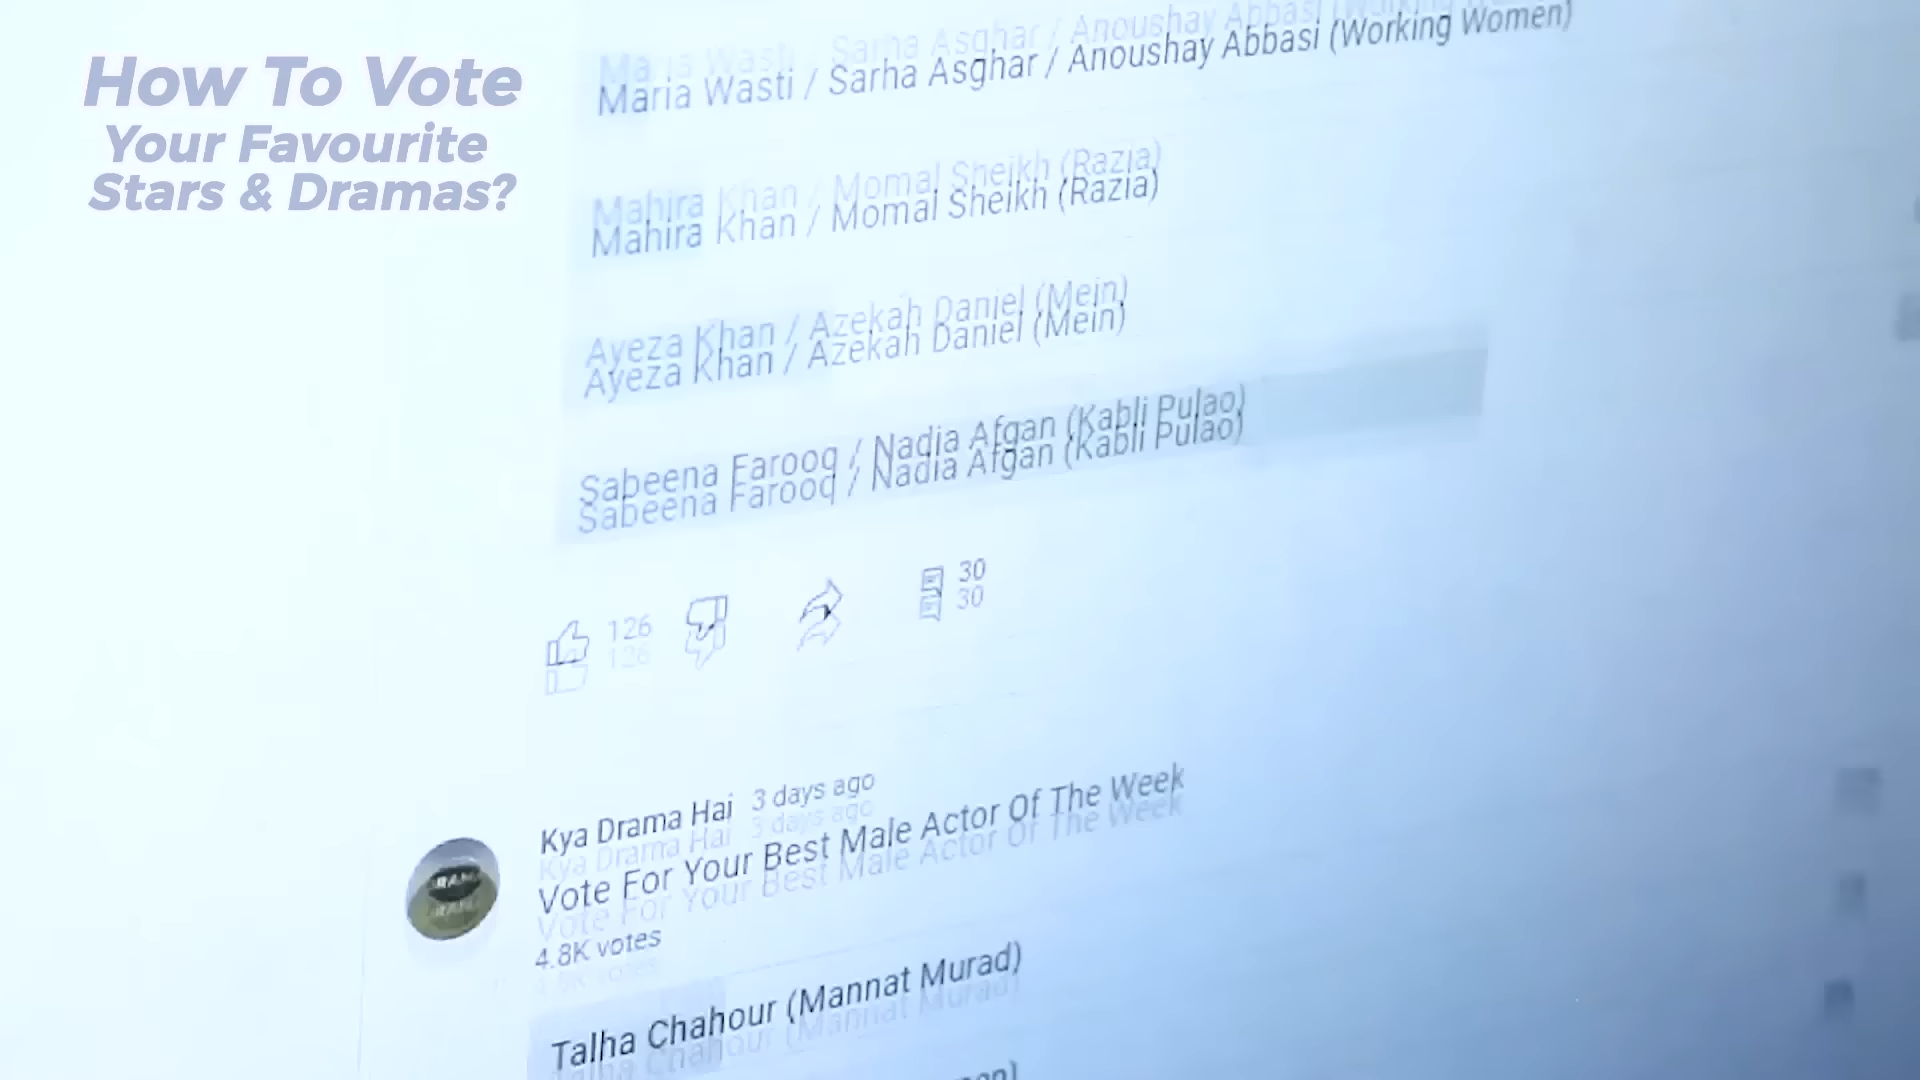 How To Vote
Your Favourite
Stars & Dramas?
Maria Wasti / Sarha Asghar / Anoushay Abbasi (Working Women)
Mahira Khan / Momal Sheikh (Razia)
Ayeza Khan / Azekah Daniel (Mein)
Sabeena Farooq / Nadia Afgan (Kabli Pulao)
126
30
Kya Drama Hai 3 days ago
Vote For Your Best Male Actor Of The Week
4.8K votes
Talha Chahour (Mannat Murad)